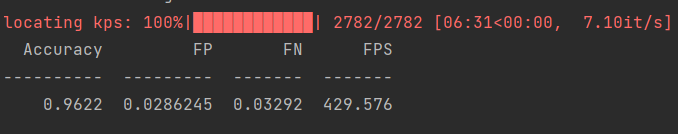 locating kps: 100%|████████████| 2782/2782 [06:31<00:00,  7.10it/s]
  Accuracy         FP       FN      FPS
----------  ---------  -------  -------
    0.9622  0.0286245  0.03292  429.576